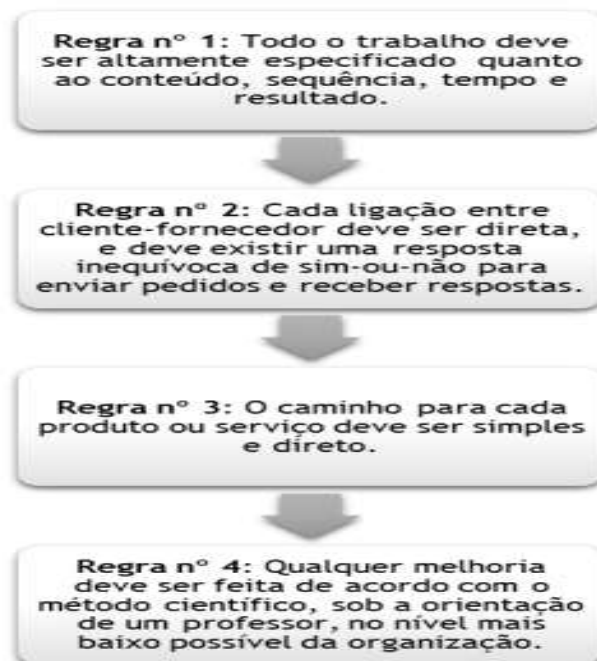 Regra nº 1: Todo o trabalho deve
ser altamente especificado quanto
ao conteúdo, sequência, tempo e
resultado.
Regra nº 2: Cada ligação entre
cliente-fornecedor deve ser direta,
e deve existir uma resposta
inequívoca de sim-ou-não para
enviar pedidos e receber respostas.
Regra nº 3: O caminho para cada
produto ou serviço deve ser simples
e direto.
Regra nº 4: Qualquer melhoria
deve ser feita de acordo com o
método científico, sob a orientação
de um professor, no nível mais
baixo possível da organização.